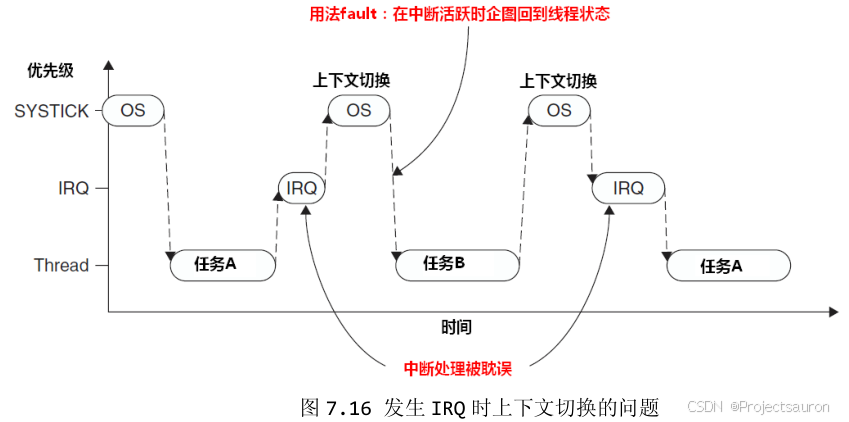 用法fault：在中断活跃时企图回到线程状态
优先级
上下文切换
上下文切换
SYSTICK
OS
OS
OS
IRQ
IRQ
IRQ
Thread
任务A
任务B
任务A
时间
中断处理被耽误
图 7.16 发生 IRQ 时上下文切换的问题
CSDN @Projectsauron